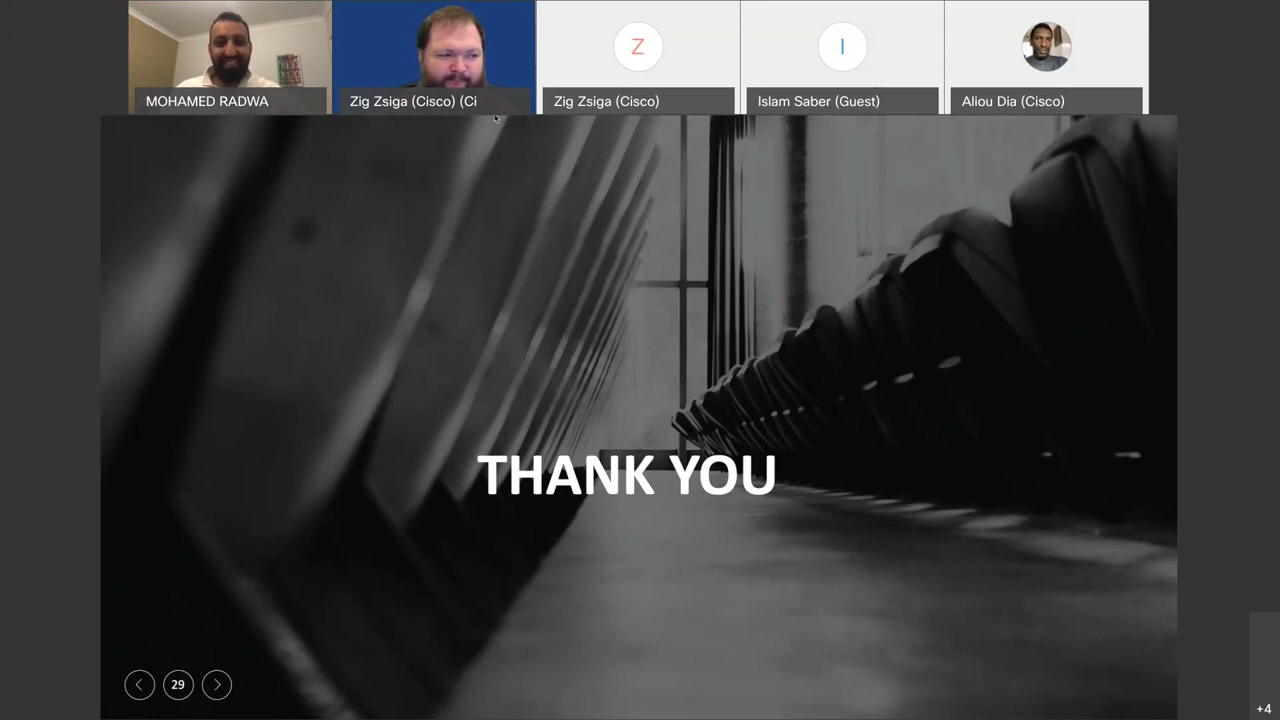 Z
I
MOHAMED RADWA
Zig Zsiga (Cisco) (Ci
Zig Zsiga (Cisco)
Islam Saber (Guest)
Aliou Dia (Cisco)
THANK YOU
29
+4